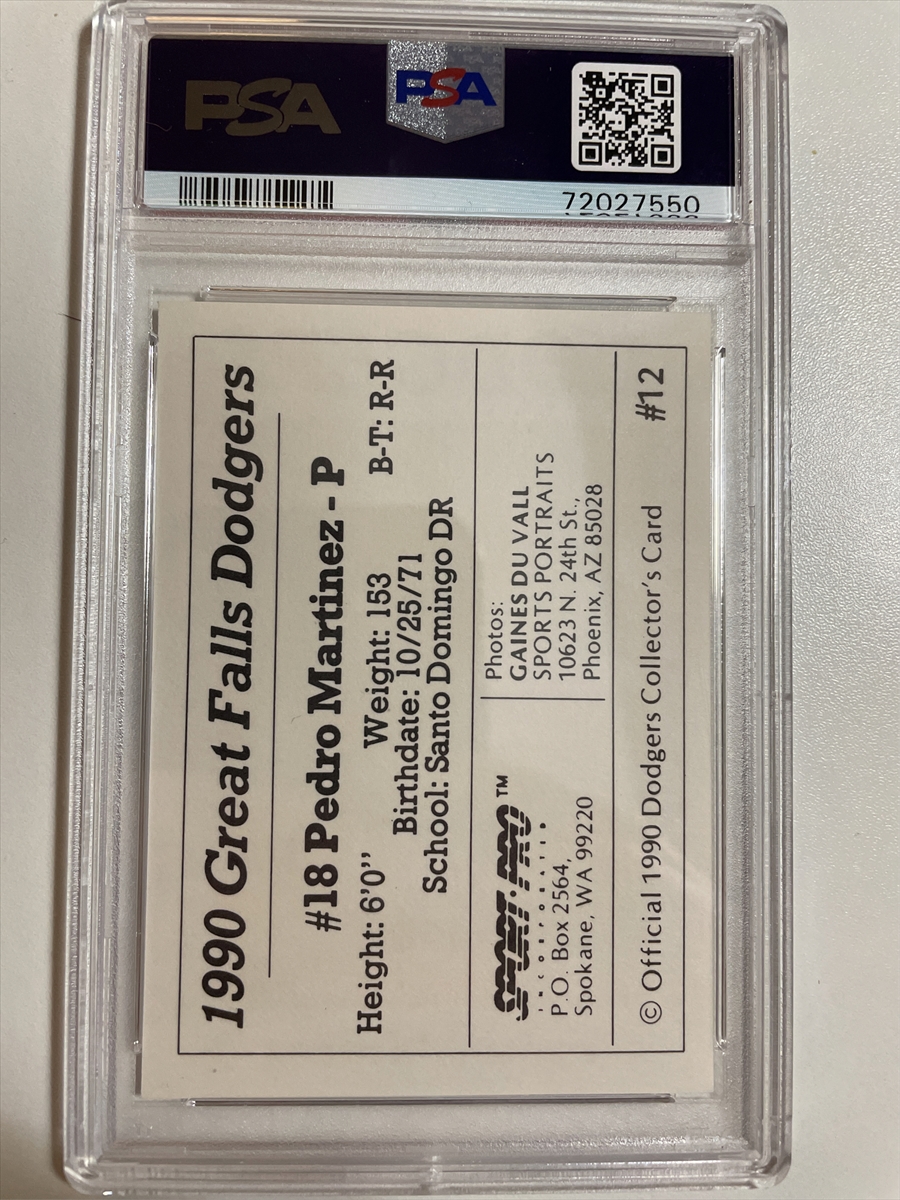 PSA
PSA
72027550
1990 Great Falls Dodgers
#18 Pedro Martinez - P
Height: 6'0'' Weight: 153 B-T: R-R
Birthdate: 10/25/71
School: Santo Domingo DR
SPORT PRO™
INCORPORATED
P.O. Box 2564,
Spokane, WA 99220
Photos:
GAINES DU VALL
SPORTS PORTRAITS
10623 N. 24th St.,
Phoenix, AZ 85028
© Official 1990 Dodgers Collector's Card #12